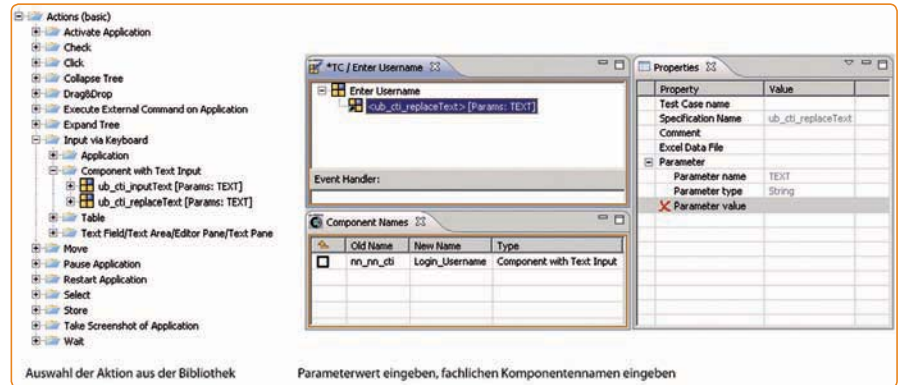 Actions (basic)
Activate Application
Check
Click
Collapse Tree
Drag&Drop
Execute External Command on Application
Expand Tree
Input via Keyboard
Application
Component with Text Input
ub_cti_inputText [Params: TEXT]
ub_cti_replaceText [Params: TEXT]
Table
Text Field/Text Area/Editor Pane/Text Pane
Move
Pause Application
Restart Application
Select
Store
Take Screenshot of Application
Wait
*TC / Enter Username
Enter Username
<ub_cti_replaceText> [Params: TEXT]
Event Handler:
Component Names
Old Name New Name Type
nn_nn_cti Login_Username Component with Text Input
Properties
Property Value
Test Case name
Specification Name ub_cti_replaceText
Comment
Excel Data File
Parameter
Parameter name TEXT
Parameter type String
Parameter value
Auswahl der Aktion aus der Bibliothek
Parameterwert eingeben, fachlichen Komponentennamen eingeben